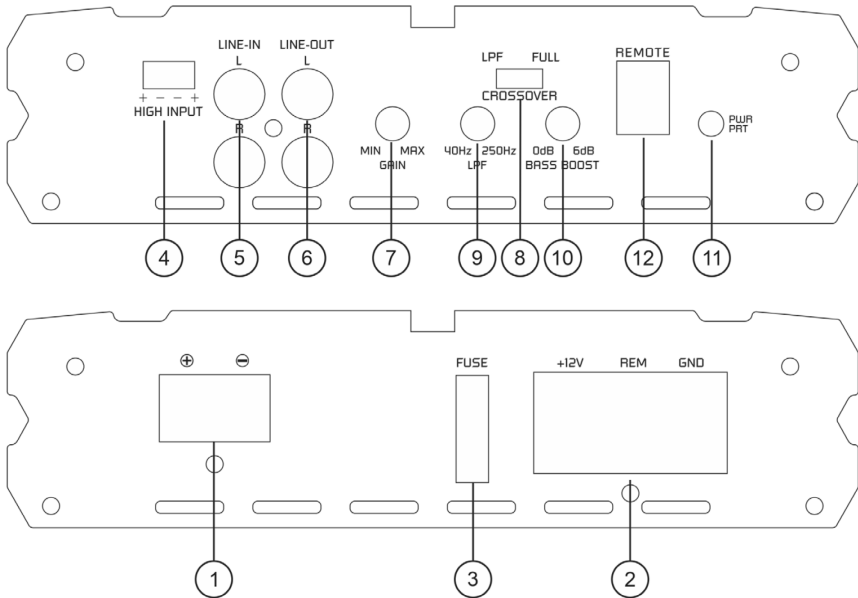 LINE-IN LINE-OUT
L L
LPF FULL
REMOTE
+ - - +
HIGH INPUT
CROSSOVER
R R
PWR
PRT
MIN MAX
GAIN
40Hz 250Hz
LPF
0dB 6dB
BASS BOOST
4 5 6 7 9 8 10 12 11
⊕ ⊖
FUSE
+12V REM GND
1 3 2